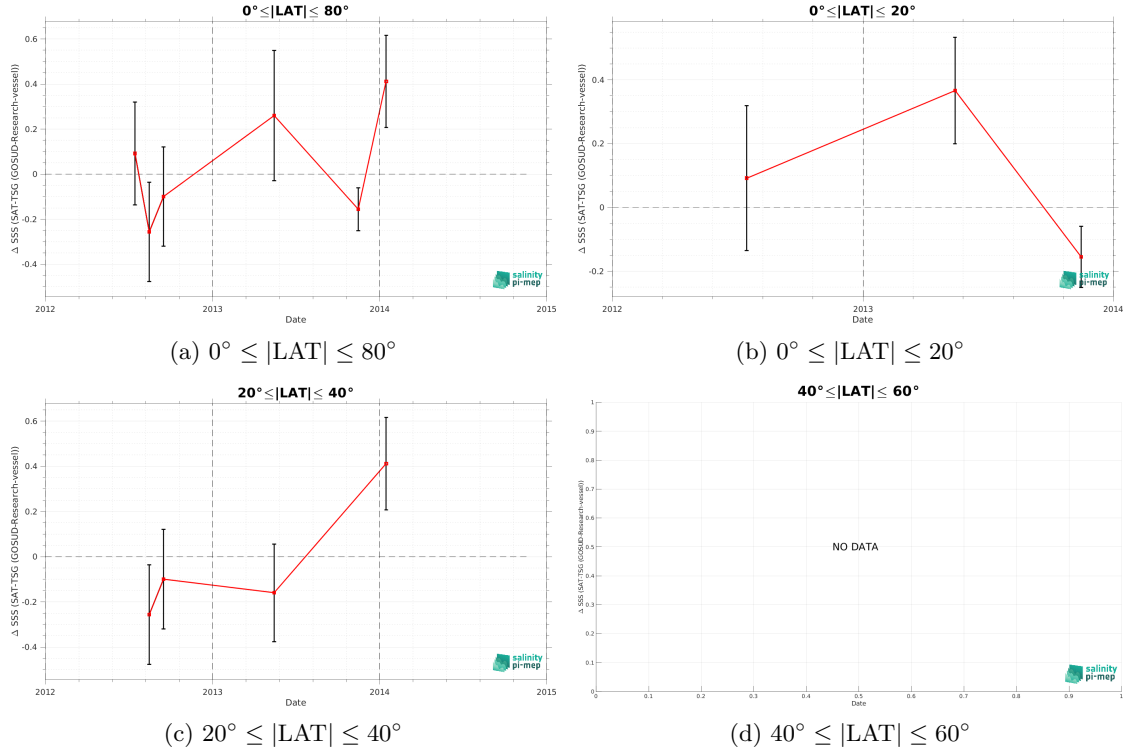 0°≤|LAT|≤ 80°
Δ SSS (SAT-TSG (GOSUD-Research-vessel))
0.6
0.4
0.2
0
-0.2
-0.4
2012
2013
2014
2015
Date
salinity
pi-mep
(a) 0° ≤ |LAT| ≤ 80°
0°≤|LAT|≤ 20°
Δ SSS (SAT-TSG (GOSUD-Research-vessel))
0.4
0.2
0
-0.2
2012
2013
2014
Date
salinity
pi-mep
(b) 0° ≤ |LAT| ≤ 20°
20°≤|LAT|≤ 40°
Δ SSS (SAT-TSG (GOSUD-Research-vessel))
0.6
0.4
0.2
0
-0.2
-0.4
2012
2013
2014
2015
Date
salinity
pi-mep
(c) 20° ≤ |LAT| ≤ 40°
40°≤|LAT|≤ 60°
Δ SSS (SAT-TSG (GOSUD-Research-vessel))
1
0.9
0.8
0.7
0.6
0.5
0.4
0.3
0.2
0.1
0
NO DATA
0
0.1
0.2
0.3
0.4
0.5
0.6
0.7
0.8
0.9
1
Date
salinity
pi-mep
(d) 40° ≤ |LAT| ≤ 60°